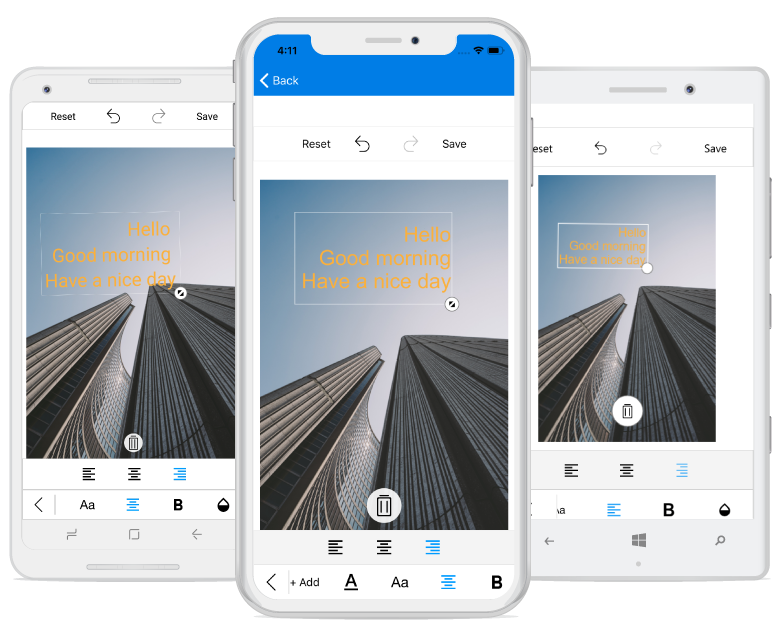 Reset
Save
Hello
Good morning
Have a nice day
Aa
B
4:11
Back
Reset
Save
Hello
Good morning
Have a nice day
+ Add
A
Aa
B
eset
Save
Hello
Good morning
Have a nice day
Aa
B